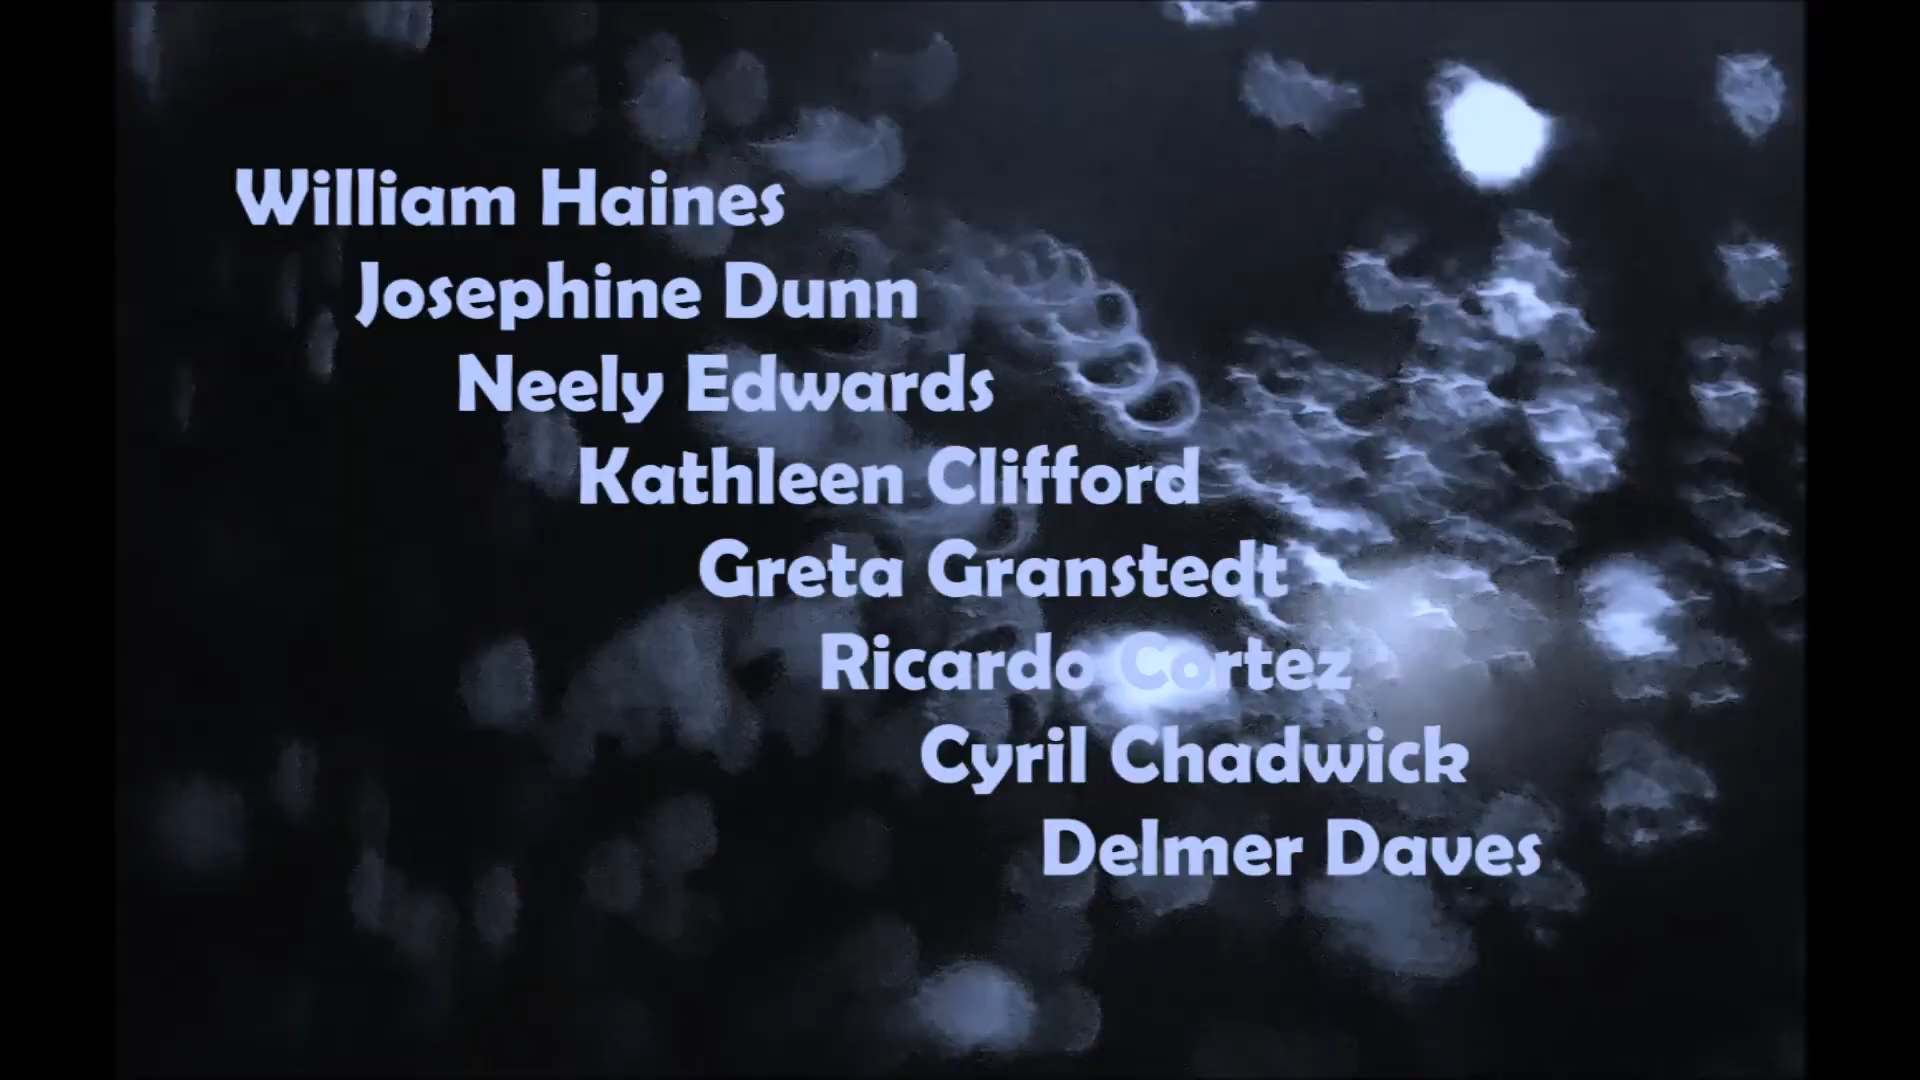 William Haines
Josephine Dunn
Neely Edwards
Kathleen Clifford
Greta Granstedt
Ricardo Cortez
Cyril Chadwick
Delmer Daves